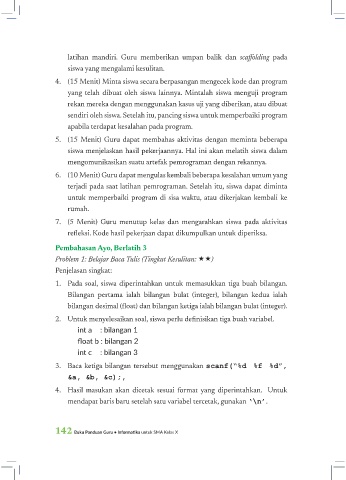 latihan mandiri. Guru memberikan umpan balik dan scaffolding pada
siswa yang mengalami kesulitan.
4. (15 Menit) Minta siswa secara berpasangan mengecek kode dan program
yang telah dibuat oleh siswa lainnya. Mintalah siswa menguji program
rekan mereka dengan menggunakan kasus uji yang diberikan, atau dibuat
sendiri oleh siswa. Setelah itu, pancing siswa untuk memperbaiki program
apabila terdapat kesalahan pada program.
5. (15 Menit) Guru dapat membahas aktivitas dengan meminta beberapa
siswa menjelaskan hasil pekerjaannya. Hal ini akan melatih siswa dalam
mengomunikasikan suatu artefak pemrograman dengan rekannya.
6. (10 Menit) Guru dapat mengulas kembali beberapa kesalahan umum yang
terjadi pada saat latihan pemrograman. Setelah itu, siswa dapat diminta
untuk memperbaiki program di sisa waktu, atau dikerjakan kembali ke
rumah.
7. (5 Menit) Guru menutup kelas dan mengarahkan siswa pada aktivitas
refleksi. Kode hasil pekerjaan dapat dikumpulkan untuk diperiksa.
Pembahasan Ayo, Berlatih 3
Problem 1: Belajar Baca Tulis (Tingkat Kesulitan: ★★)
Penjelasan singkat:
1. Pada soal, siswa diperintahkan untuk memasukkan tiga buah bilangan.
Bilangan pertama ialah bilangan bulat (integer), bilangan kedua ialah
bilangan desimal (float) dan bilangan ketiga ialah bilangan bulat (integer).
2. Untuk menyelesaikan soal, siswa perlu definisikan tiga buah variabel.
int a : bilangan 1
float b : bilangan 2
int c : bilangan 3
3. Baca ketiga bilangan tersebut menggunakan scanf("%d %f %d",
&a, &b, &c);,
4. Hasil masukan akan dicetak sesuai format yang diperintahkan. Untuk
mendapat baris baru setelah satu variabel tercetak, gunakan '\n'.
142 Buku Panduan Guru • Informatika untuk SMA Kelas X